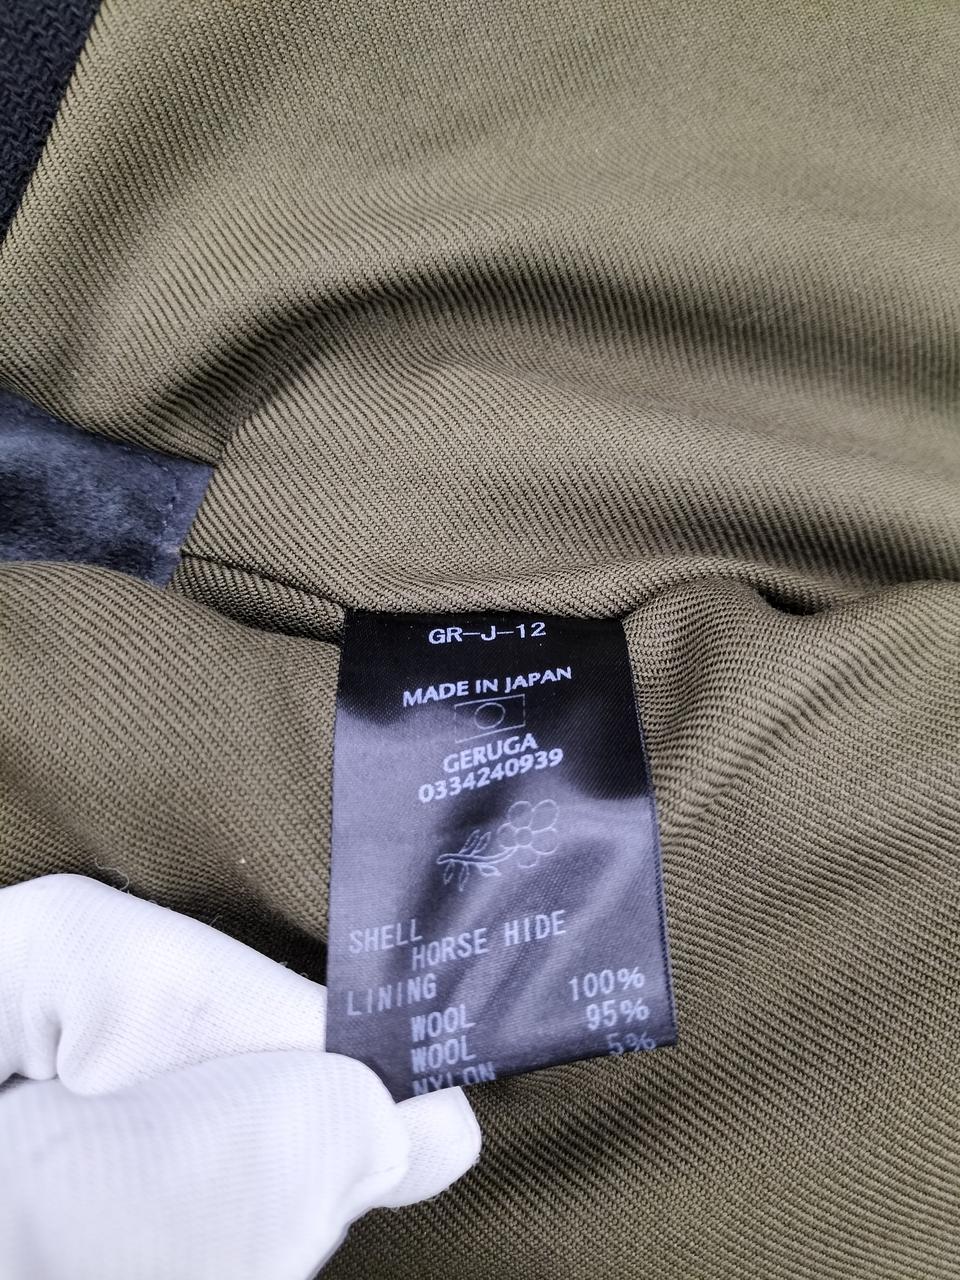 GR-J-12
MADE IN JAPAN
GERUGA
0334240939
SHELL
HORSE HIDE
LINING
WOOL 100%
WOOL 95%
NYLON 5%